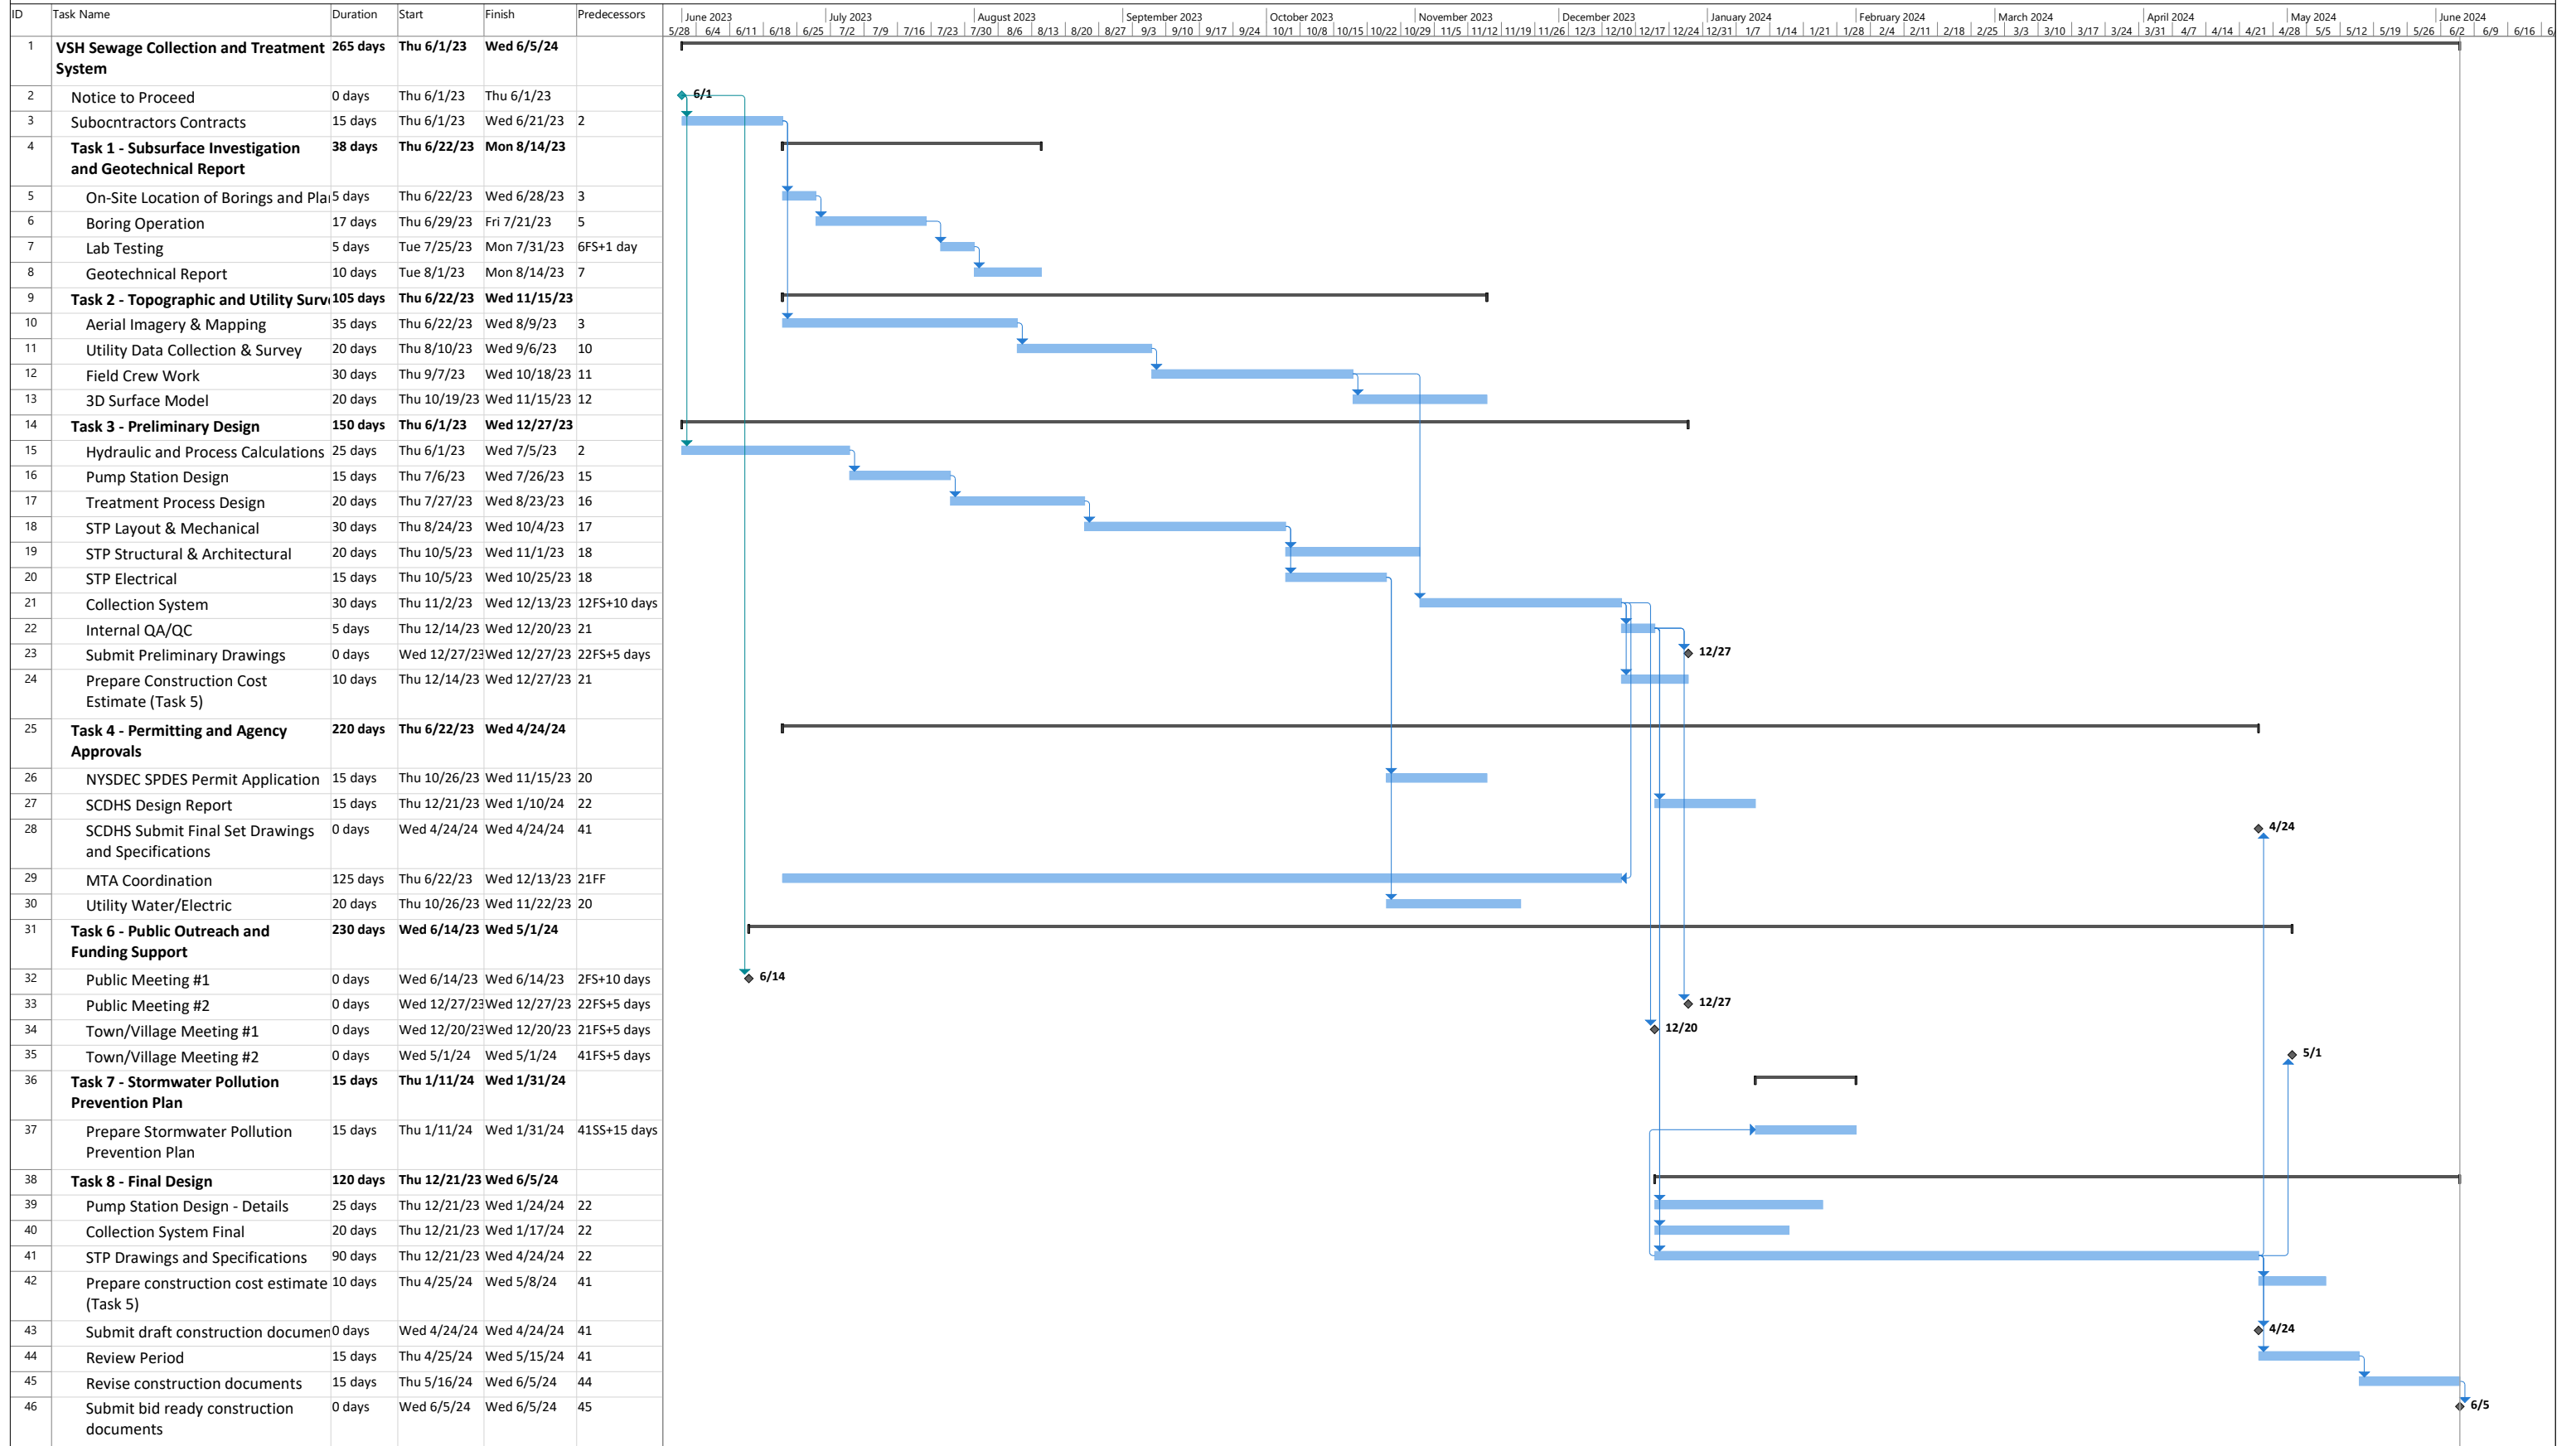 ID Task Name Duration Start Finish Predecessors
June 2023 July 2023 August 2023 September 2023 October 2023 November 2023 December 2023 January 2024 February 2024 March 2024 April 2024 May 2024 June 2024
5/28 6/4 6/11 6/18 6/25 7/2 7/9 7/16 7/23 7/30 8/6 8/13 8/20 8/27 9/3 9/10 9/17 9/24 10/1 10/8 10/15 10/22 10/29 11/5 11/12 11/19 11/26 12/3 12/10 12/17 12/24 12/31 1/7 1/14 1/21 1/28 2/4 2/11 2/18 2/25 3/3 3/10 3/17 3/24 3/31 4/7 4/14 4/21 4/28 5/5 5/12 5/19 5/26 6/2 6/9 6/16 6/
1 VSH Sewage Collection and Treatment 265 days Thu 6/1/23 Wed 6/5/24
System
2 Notice to Proceed 0 days Thu 6/1/23 Thu 6/1/23 6/1
3 Subocntractors Contracts 15 days Thu 6/1/23 Wed 6/21/23 2
4 Task 1 - Subsurface Investigation 38 days Thu 6/22/23 Mon 8/14/23
and Geotechnical Report
5 On-Site Location of Borings and Pla 5 days Thu 6/22/23 Wed 6/28/23 3
6 Boring Operation 17 days Thu 6/29/23 Fri 7/21/23 5
7 Lab Testing 5 days Tue 7/25/23 Mon 7/31/23 6FS+1 day
8 Geotechnical Report 10 days Tue 8/1/23 Mon 8/14/23 7
9 Task 2 - Topographic and Utility Surv 105 days Thu 6/22/23 Wed 11/15/23
10 Aerial Imagery & Mapping 35 days Thu 6/22/23 Wed 8/9/23 3
11 Utility Data Collection & Survey 20 days Thu 8/10/23 Wed 9/6/23 10
12 Field Crew Work 30 days Thu 9/7/23 Wed 10/18/23 11
13 3D Surface Model 20 days Thu 10/19/23 Wed 11/15/23 12
14 Task 3 - Preliminary Design 150 days Thu 6/1/23 Wed 12/27/23
15 Hydraulic and Process Calculations 25 days Thu 6/1/23 Wed 7/5/23 2
16 Pump Station Design 15 days Thu 7/6/23 Wed 7/26/23 15
17 Treatment Process Design 20 days Thu 7/27/23 Wed 8/23/23 16
18 STP Layout & Mechanical 30 days Thu 8/24/23 Wed 10/4/23 17
19 STP Structural & Architectural 20 days Thu 10/5/23 Wed 11/1/23 18
20 STP Electrical 15 days Thu 10/5/23 Wed 10/25/23 18
21 Collection System 30 days Thu 11/2/23 Wed 12/13/23 12FS+10 days
22 Internal QA/QC 5 days Thu 12/14/23 Wed 12/20/23 21
23 Submit Preliminary Drawings 0 days Wed 12/27/23 Wed 12/27/23 22FS+5 days 12/27
24 Prepare Construction Cost 10 days Thu 12/14/23 Wed 12/27/23 21
Estimate (Task 5)
25 Task 4 - Permitting and Agency 220 days Thu 6/22/23 Wed 4/24/24
Approvals
26 NYSDEC SPDES Permit Application 15 days Thu 10/26/23 Wed 11/15/23 20
27 SCDHS Design Report 15 days Thu 12/21/23 Wed 1/10/24 22
28 SCDHS Submit Final Set Drawings 0 days Wed 4/24/24 Wed 4/24/24 41 4/24
and Specifications
29 MTA Coordination 125 days Thu 6/22/23 Wed 12/13/23 21FF
30 Utility Water/Electric 20 days Thu 10/26/23 Wed 11/22/23 20
31 Task 6 - Public Outreach and 230 days Wed 6/14/23 Wed 5/1/24
Funding Support
32 Public Meeting #1 0 days Wed 6/14/23 Wed 6/14/23 2FS+10 days 6/14
33 Public Meeting #2 0 days Wed 12/27/23 Wed 12/27/23 22FS+5 days 12/27
34 Town/Village Meeting #1 0 days Wed 12/20/23 Wed 12/20/23 21FS+5 days 12/20
35 Town/Village Meeting #2 0 days Wed 5/1/24 Wed 5/1/24 41FS+5 days 5/1
36 Task 7 - Stormwater Pollution 15 days Thu 1/11/24 Wed 1/31/24
Prevention Plan
37 Prepare Stormwater Pollution 15 days Thu 1/11/24 Wed 1/31/24 41SS+15 days
Prevention Plan
38 Task 8 - Final Design 120 days Thu 12/21/23 Wed 6/5/24
39 Pump Station Design - Details 25 days Thu 12/21/23 Wed 1/24/24 22
40 Collection System Final 20 days Thu 12/21/23 Wed 1/17/24 22
41 STP Drawings and Specifications 90 days Thu 12/21/23 Wed 4/24/24 22
42 Prepare construction cost estimate 10 days Thu 4/25/24 Wed 5/8/24 41
(Task 5)
43 Submit draft construction documen 0 days Wed 4/24/24 Wed 4/24/24 41 4/24
44 Review Period 15 days Thu 4/25/24 Wed 5/15/24 41
45 Revise construction documents 15 days Thu 5/16/24 Wed 6/5/24 44
46 Submit bid ready construction 0 days Wed 6/5/24 Wed 6/5/24 45 6/5
documents